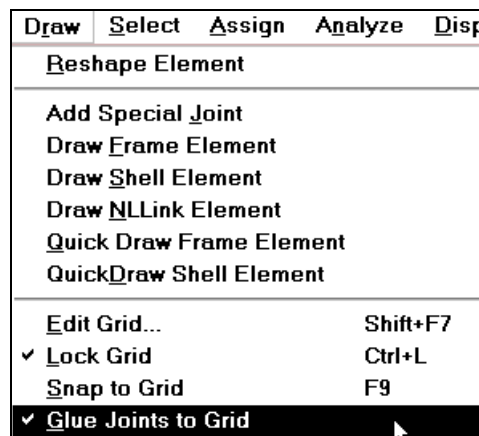 Draw Select Assign Analyze
Reshape Element
Add Special Joint
Draw Frame Element
Draw Shell Element
Draw NLLink Element
Quick Draw Frame Element
QuickDraw Shell Element
Edit Grid... Shift+F7
✓ Lock Grid Ctrl+L
Snap to Grid F9
✓ Glue Joints to Grid